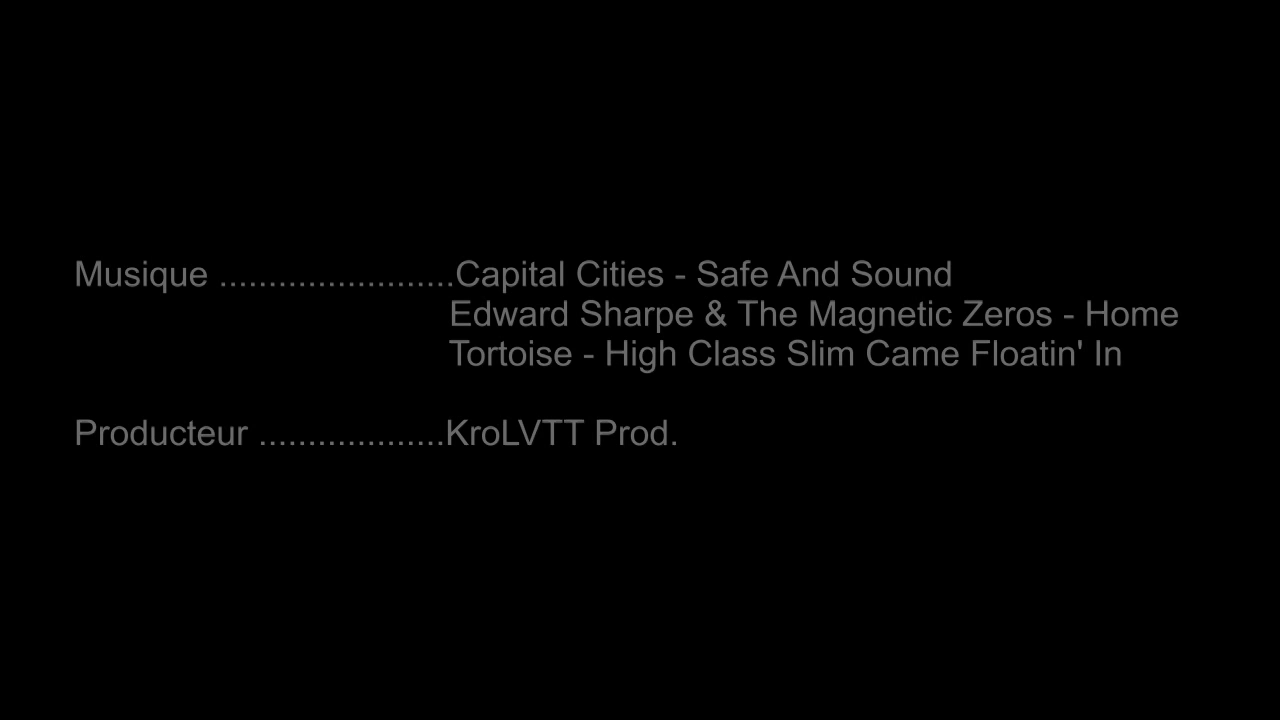 Musique ........................Capital Cities - Safe And Sound
Edward Sharpe & The Magnetic Zeros - Home
Tortoise - High Class Slim Came Floatin' In
Producteur ...................KroLVTT Prod.